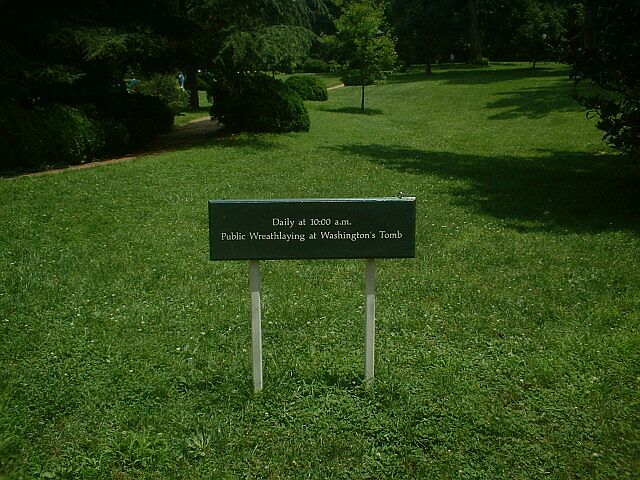 Daily at 10:00 a.m.
Public Wreathlaying at Washington's Tomb